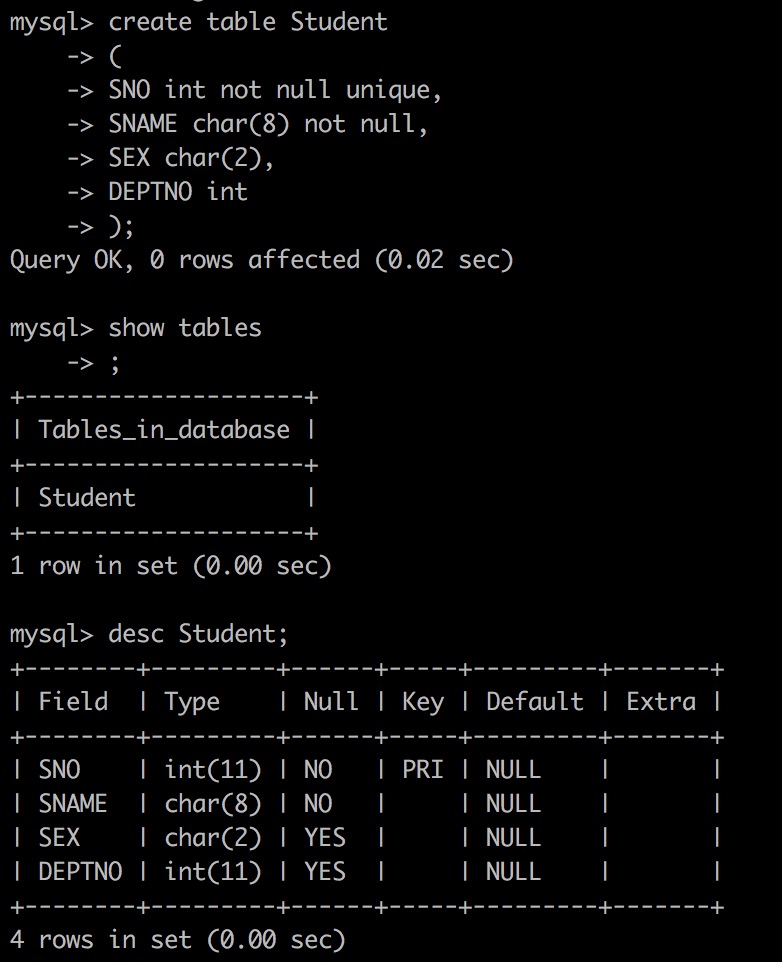 mysql> create table Student
    -> (
    -> SNO int not null unique,
    -> SNAME char(8) not null,
    -> SEX char(2),
    -> DEPTNO int
    -> );
Query OK, 0 rows affected (0.02 sec)

mysql> show tables
    -> ;
+--------------------+
| Tables_in_database |
+--------------------+
| Student            |
+--------------------+
1 row in set (0.00 sec)

mysql> desc Student;
+--------+---------+------+-----+---------+-------+
| Field  | Type    | Null | Key | Default | Extra |
+--------+---------+------+-----+---------+-------+
| SNO    | int(11) | NO   | PRI | NULL    |       |
| SNAME  | char(8) | NO   |     | NULL    |       |
| SEX    | char(2) | YES  |     | NULL    |       |
| DEPTNO | int(11) | YES  |     | NULL    |       |
+--------+---------+------+-----+---------+-------+
4 rows in set (0.00 sec)